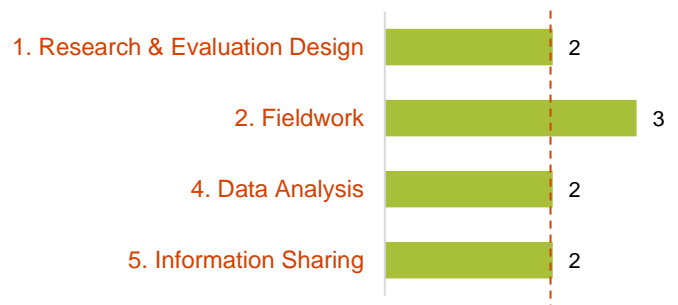 1. Research & Evaluation Design 2
2. Fieldwork 3
4. Data Analysis 2
5. Information Sharing 2